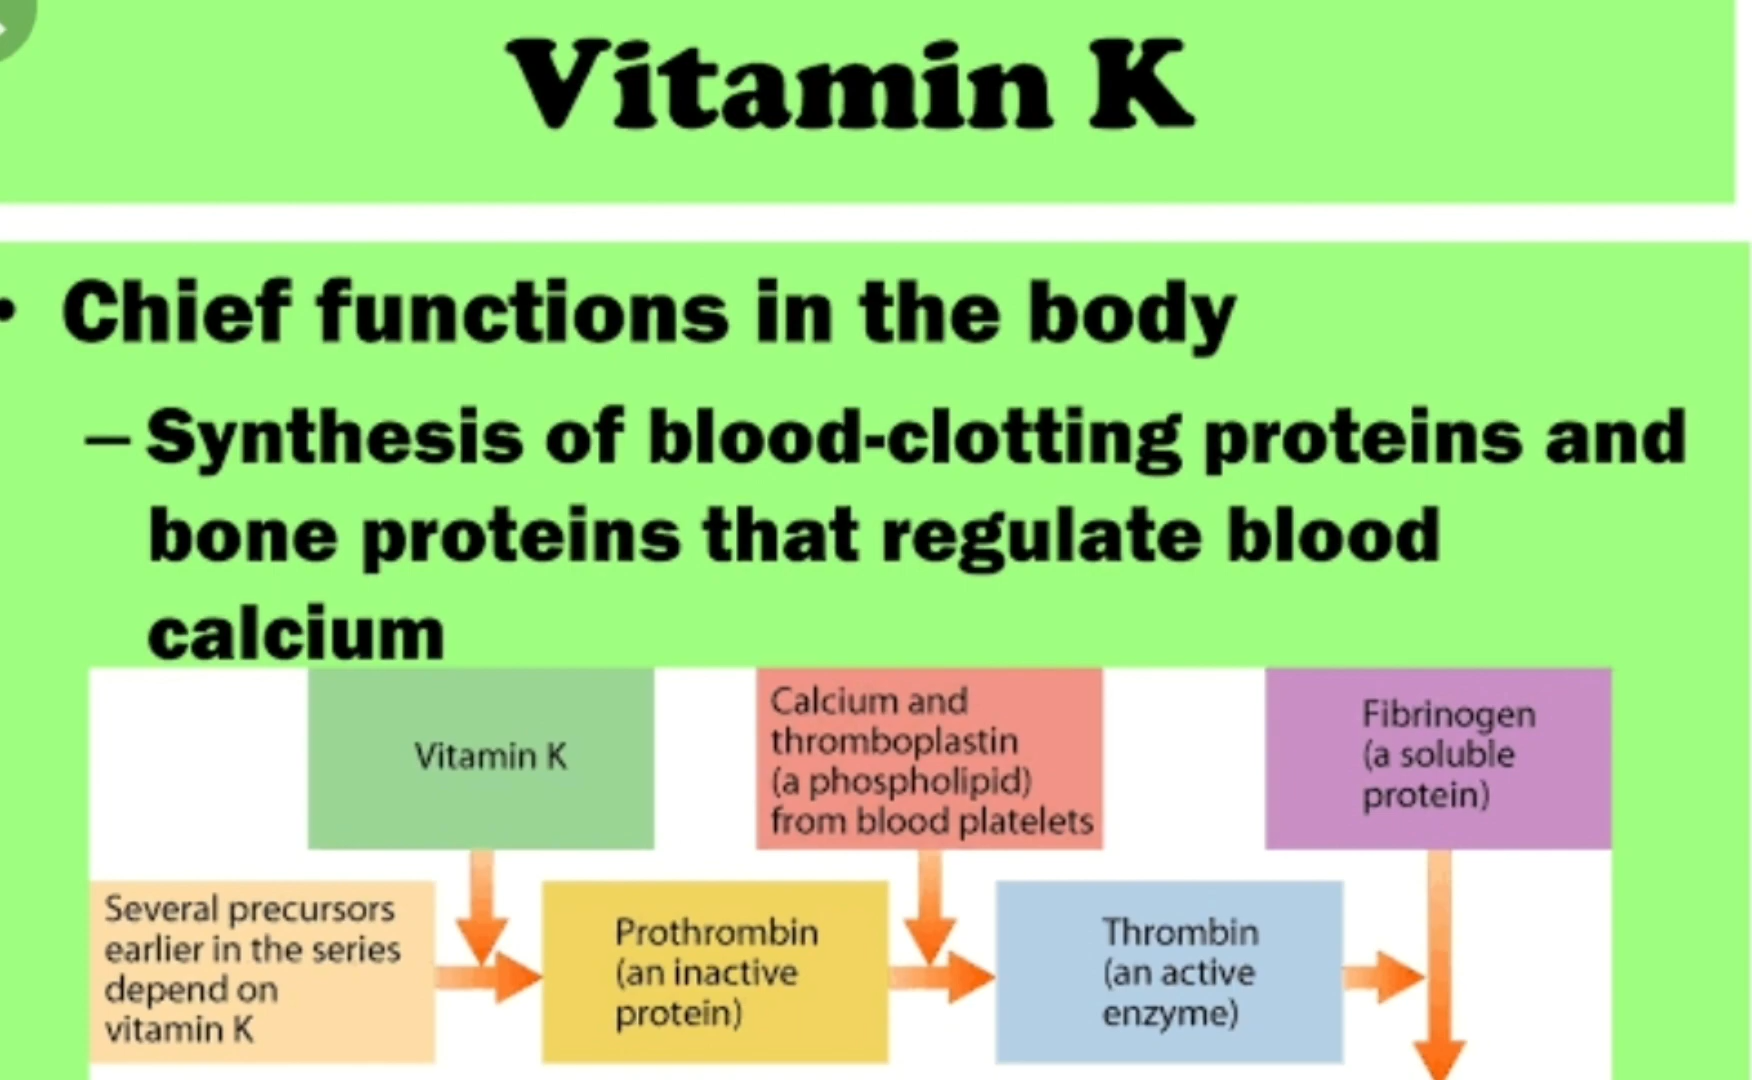 Vitamin K
• Chief functions in the body
– Synthesis of blood-clotting proteins and
bone proteins that regulate blood
calcium
Vitamin K
Calcium and
thromboplastin
(a phospholipid)
from blood platelets
Fibrinogen
(a soluble
protein)
Several precursors
earlier in the series
depend on
vitamin K
Prothrombin
(an inactive
protein)
Thrombin
(an active
enzyme)